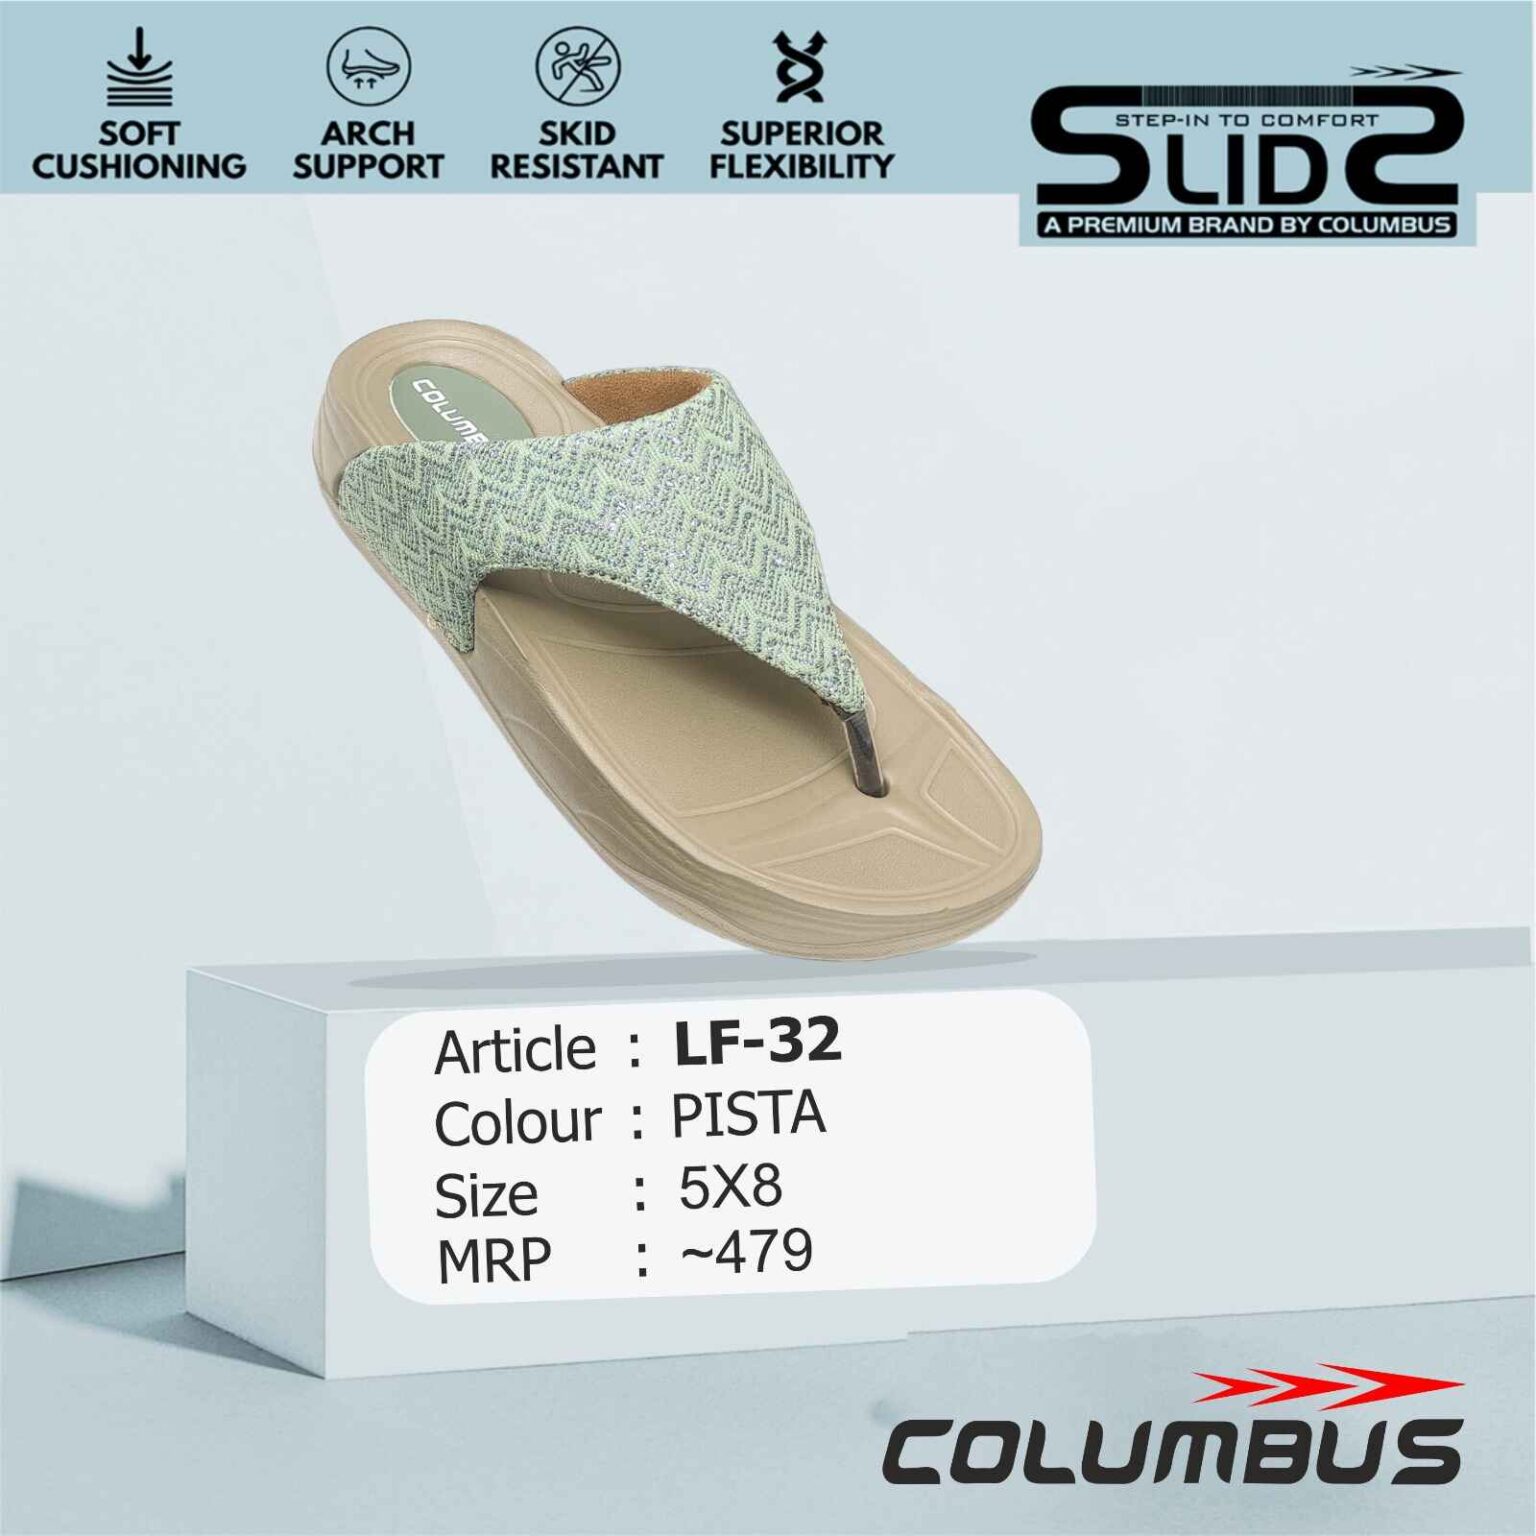 SOFT
CUSHIONING
ARCH
SUPPORT
SKID
RESISTANT
SUPERIOR
FLEXIBILITY
STEP-IN TO COMFORT
SLIDS
A PREMIUM BRAND BY COLUMBUS
COLUMB
Article : LF-32
Colour : PISTA
Size : 5X8
MRP : ~479
COLUMBUS